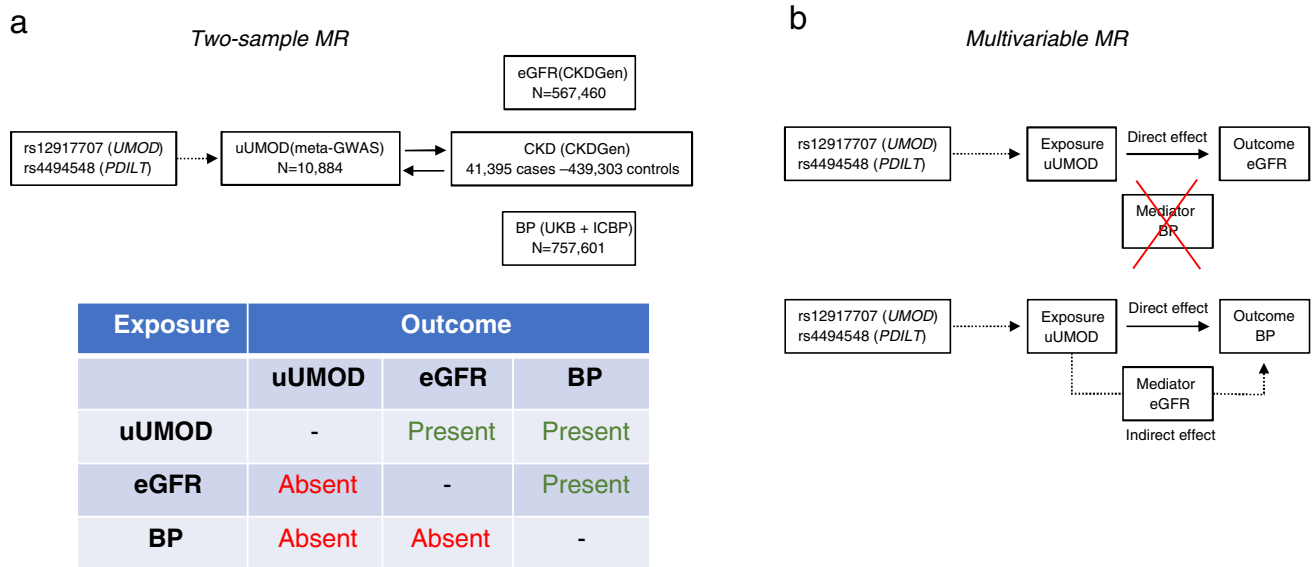 a
Two-sample MR
eGFR(CKDGen)
N=567,460
rs12917707 (UMOD)
rs4494548 (PDILT)
uUMOD(meta-GWAS)
N=10,884
CKD (CKDGen)
41,395 cases –439,303 controls
BP (UKB + ICBP)
N=757,601
Exposure Outcome
uUMOD eGFR BP
uUMOD - Present Present
eGFR Absent - Present
BP Absent Absent -
b
Multivariable MR
rs12917707 (UMOD)
rs4494548 (PDILT)
Exposure
uUMOD
Direct effect
Outcome
eGFR
Mediator
BP
rs12917707 (UMOD)
rs4494548 (PDILT)
Exposure
uUMOD
Direct effect
Outcome
BP
Mediator
eGFR
Indirect effect